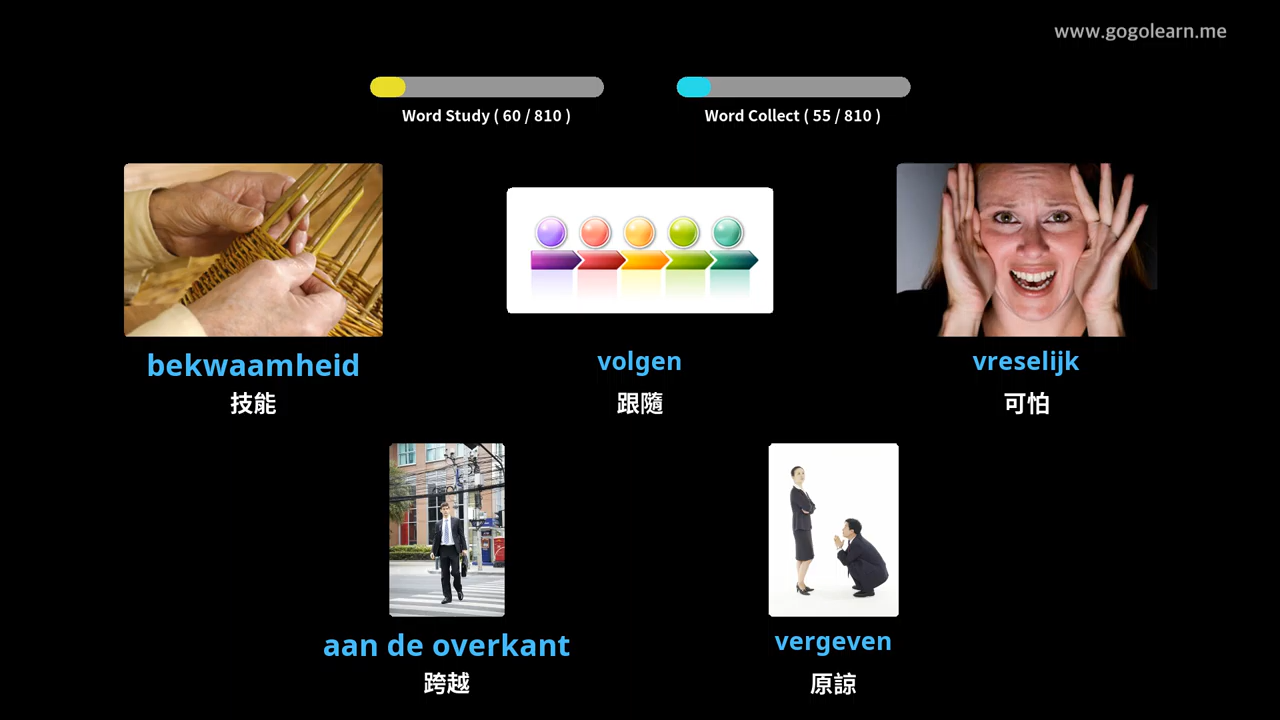 www.gogolearn.me
Word Study ( 60 / 810 )
Word Collect ( 55 / 810 )
bekwaamheid
技能
volgen
跟隨
vreselijk
可怕
aan de overkant
跨越
vergeven
原諒